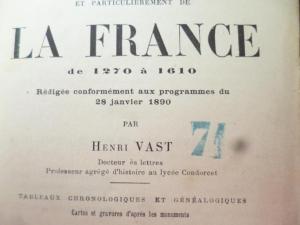 ET PARTICULIÈREMENT DE
LA FRANCE
de 1270 à 1610
Rédigée conformément aux programmes du
28 janvier 1890
PAR
HENRI VAST
71
Docteur ès lettres
Professeur agrégé d'histoire au lycée Condorcet
TABLEAUX CHRONOLOGIQUES ET GÉNÉALOGIQUES
Cartes et gravures d'après les monuments